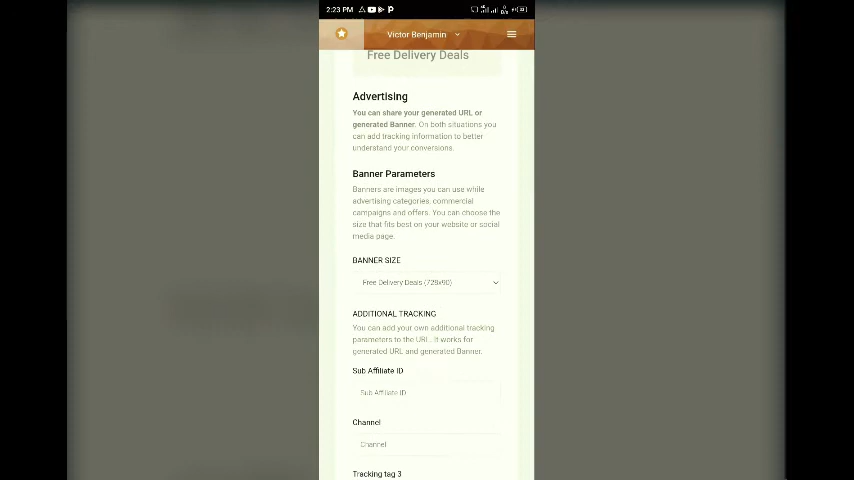 2:23 PM
Victor Benjamin
Free Delivery Deals
Advertising
You can share your generated URL or
generated Banner. On both situations you
can add tracking information to better
understand your conversions.
Banner Parameters
Banners are images you can use while
advertising categories, commercial
campaigns and offers. You can choose the
size that fits best on your website or social
media page.
BANNER SIZE
Free Delivery Deals (728x90)
ADDITIONAL TRACKING
You can add your own additional tracking
parameters to the URL. It works for
generated URL and generated Banner.
Sub Affiliate ID
Sub Affiliate ID
Channel
Channel
Tracking tag 3